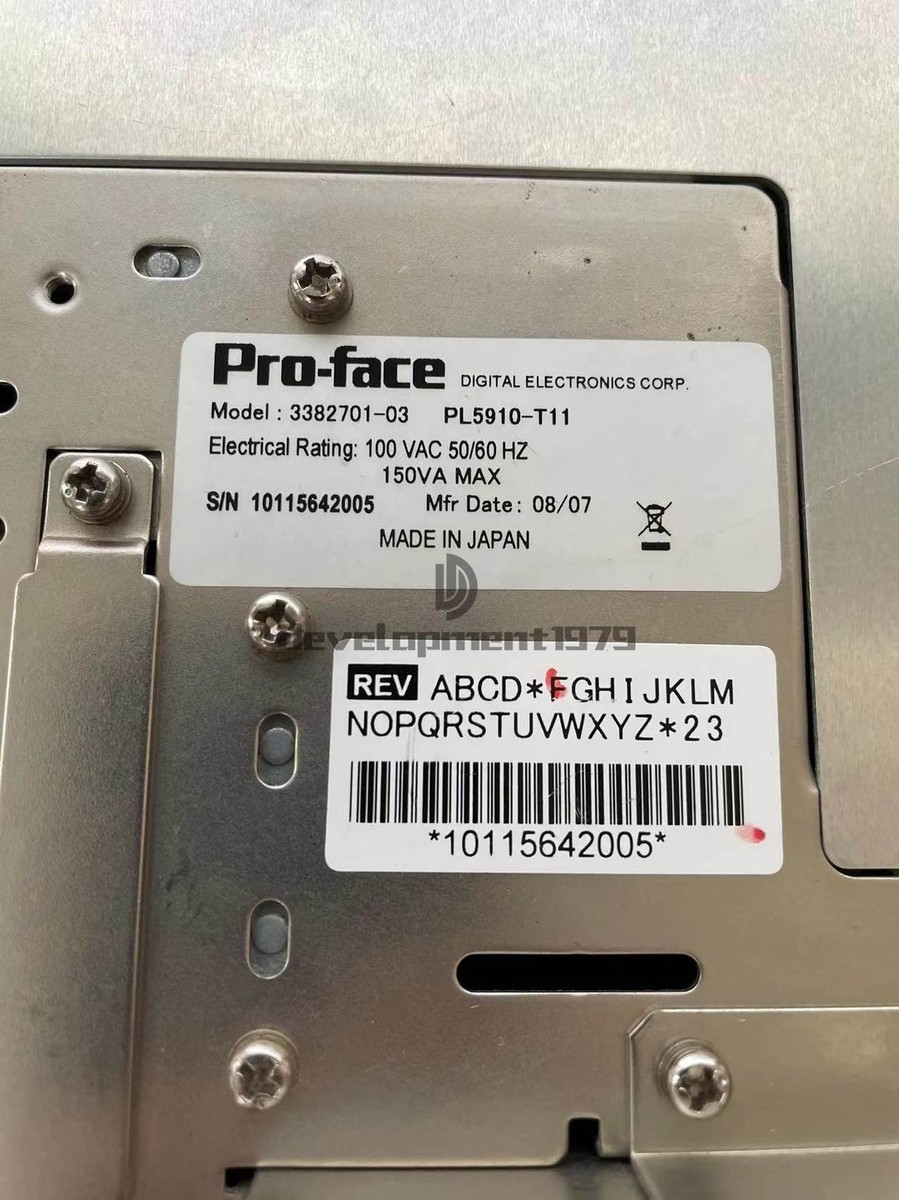 Pro-face DIGITAL ELECTRONICS CORP.
Model : 3382701-03 PL5910-T11
Electrical Rating: 100 VAC 50/60 HZ
150VA MAX
S/N 10115642005 Mfr Date: 08/07
MADE IN JAPAN
development1979
REV ABCD*FGHIJKLM
NOPQRSTUVWXYZ*23
*10115642005*